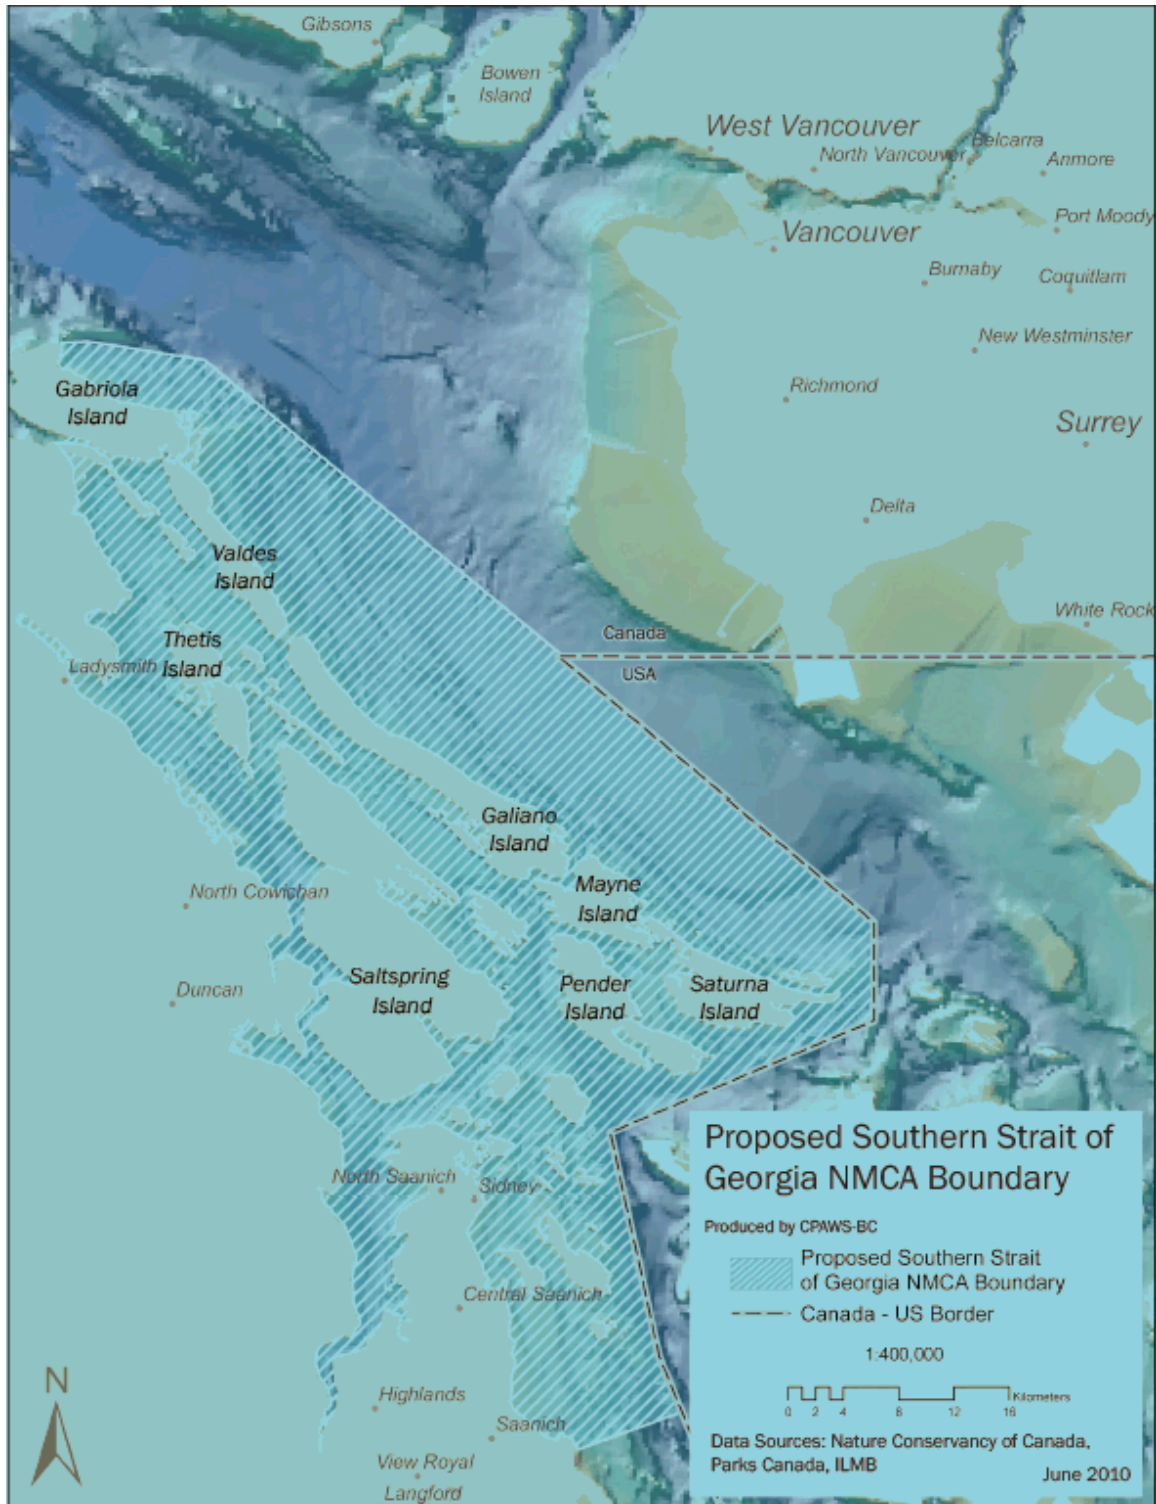 Gibsons
Bowen
Island
West Vancouver
Belcarra
North Vancouver
Anmore
Port Moody
Vancouver
Burnaby
Coquitlam
New Westminster
Gabriola
Island
Richmond
Surrey
Delta
Valdes
Island
White Rock
Canada
Thetis
Island
Ladysmith
USA
Galiano
Island
Mayne
Island
North Cowichan
Saltspring
Island
Pender
Island
Saturna
Island
Duncan
North Saanich
Sidney
Central Saanich
Highlands
Saanich
View Royal
Langford
N
Proposed Southern Strait of
Georgia NMCA Boundary
Produced by CPAWS-BC
Proposed Southern Strait
of Georgia NMCA Boundary
Canada - US Border
1:400,000
Kilometers
0 2 4 8 12 16
Data Sources: Nature Conservancy of Canada,
Parks Canada, ILMB
June 2010